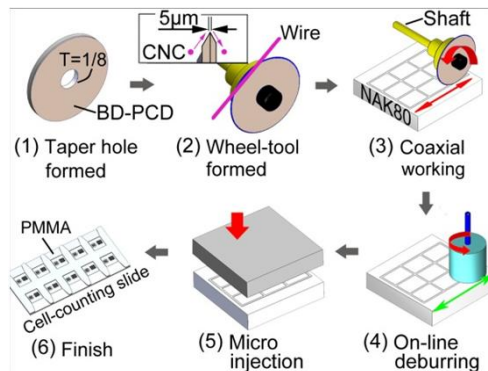 T=1/8
BD-PCD
(1) Taper hole
formed
5μm
CNC
Wire
(2) Wheel-tool
formed
Shaft
NAK80
(3) Coaxial
working
(4) On-line
deburring
(5) Micro
injection
PMMA
Cell-counting slide
(6) Finish